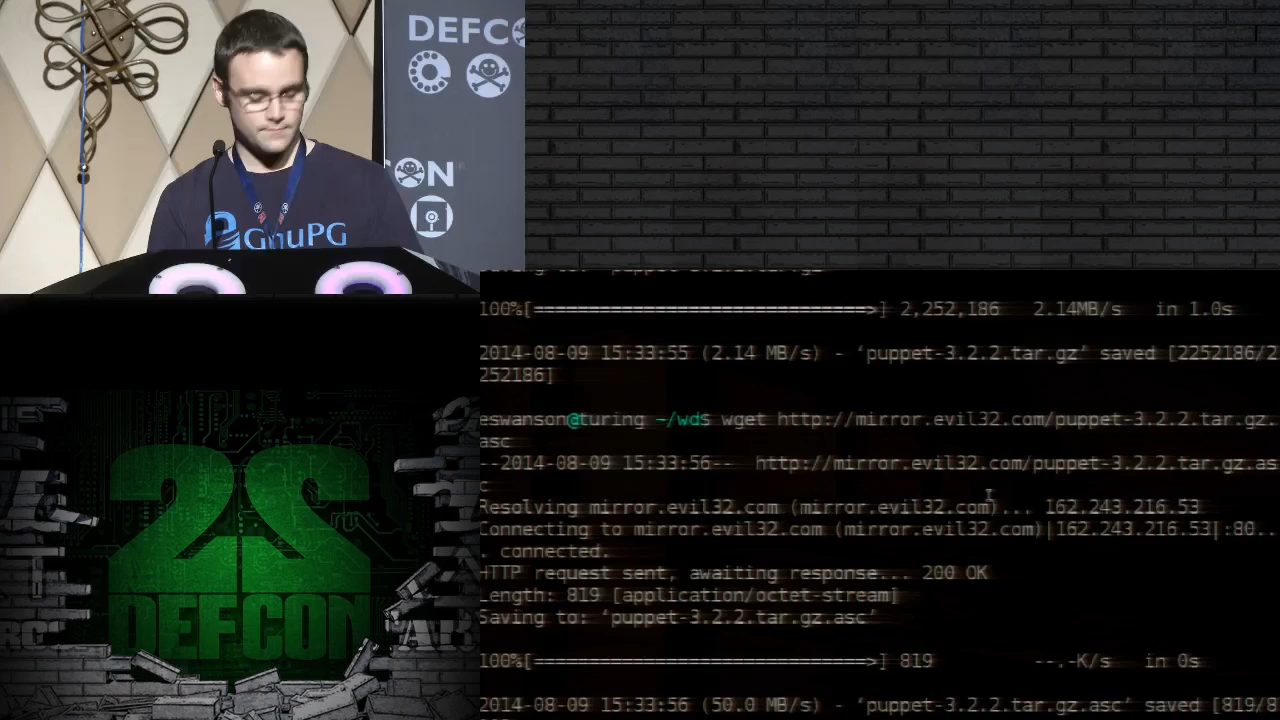 DEFC
CON
GnuPG
100%[======================================>] 2,252,186 2.14MB/s in 1.0s
2014-08-09 15:33:55 (2.14 MB/s) - ‘puppet-3.2.2.tar.gz’ saved [2252186/2
252186]
eswanson@turing ~/wd$ wget http://mirror.evil32.com/puppet-3.2.2.tar.gz.
asc
--2014-08-09 15:33:56-- http://mirror.evil32.com/puppet-3.2.2.tar.gz.as
c
Resolving mirror.evil32.com (mirror.evil32.com)... 162.243.216.53
Connecting to mirror.evil32.com (mirror.evil32.com)|162.243.216.53|:80..
. connected.
HTTP request sent, awaiting response... 200 OK
Length: 819 [application/octet-stream]
Saving to: ‘puppet-3.2.2.tar.gz.asc’
100%[======================================>] 819 --.-K/s in 0s
2014-08-09 15:33:56 (50.0 MB/s) - ‘puppet-3.2.2.tar.gz.asc’ saved [819/8
22
DEFCON